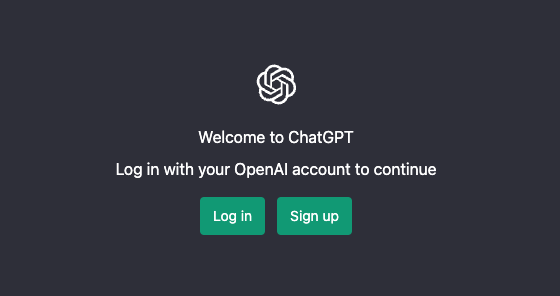 Welcome to ChatGPT
Log in with your OpenAI account to continue
Log in
Sign up